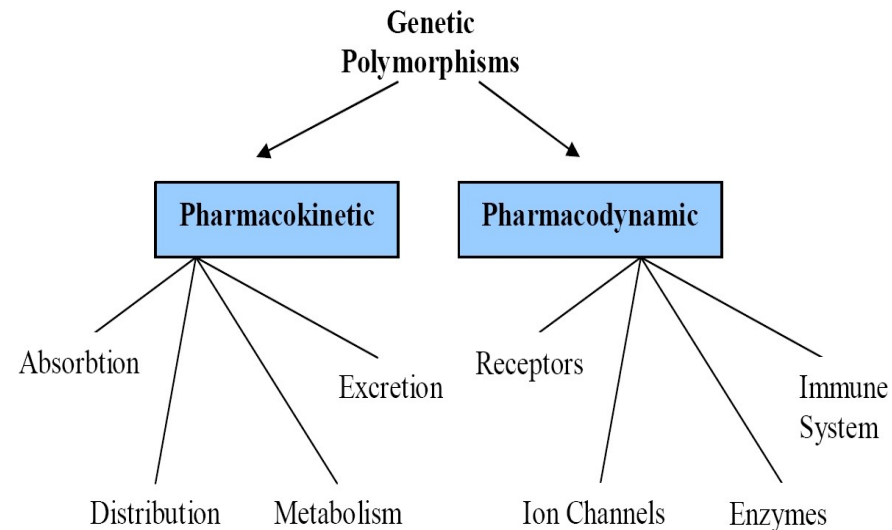 Genetic
Polymorphisms
Pharmacokinetic
Pharmacodynamic
Absorbtion
Excretion
Distribution
Metabolism
Receptors
Immune
System
Ion Channels
Enzymes